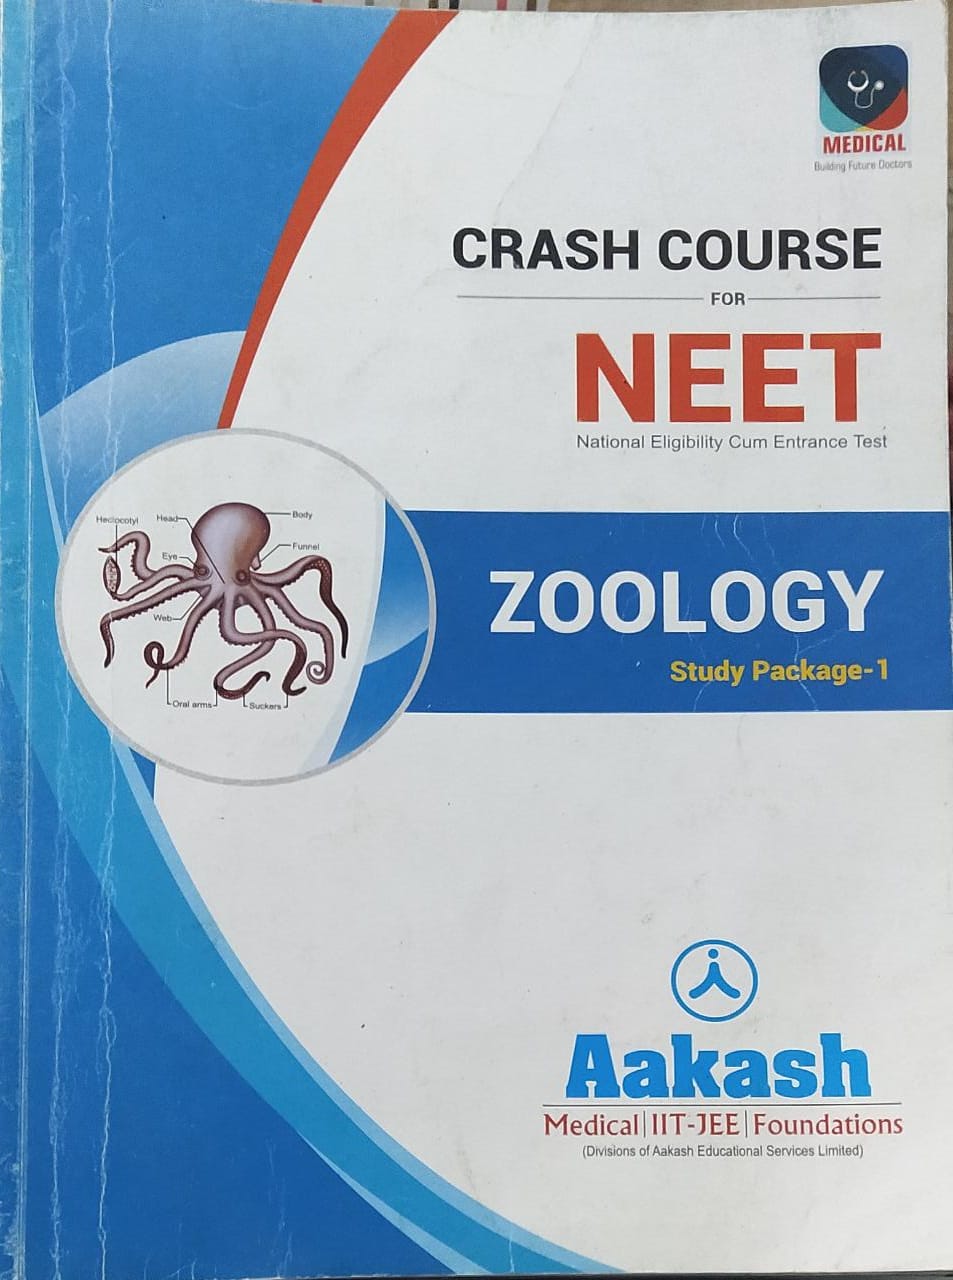 MEDICAL
Building Future Doctors
CRASH COURSE
FOR
NEET
National Eligibility Cum Entrance Test
Hectocotyl
Head
Body
Eye
Funnel
Web
Oral arms
Suckers
ZOOLOGY
Study Package-1
Aakash
Medical|IIT-JEE|Foundations
(Divisions of Aakash Educational Services Limited)